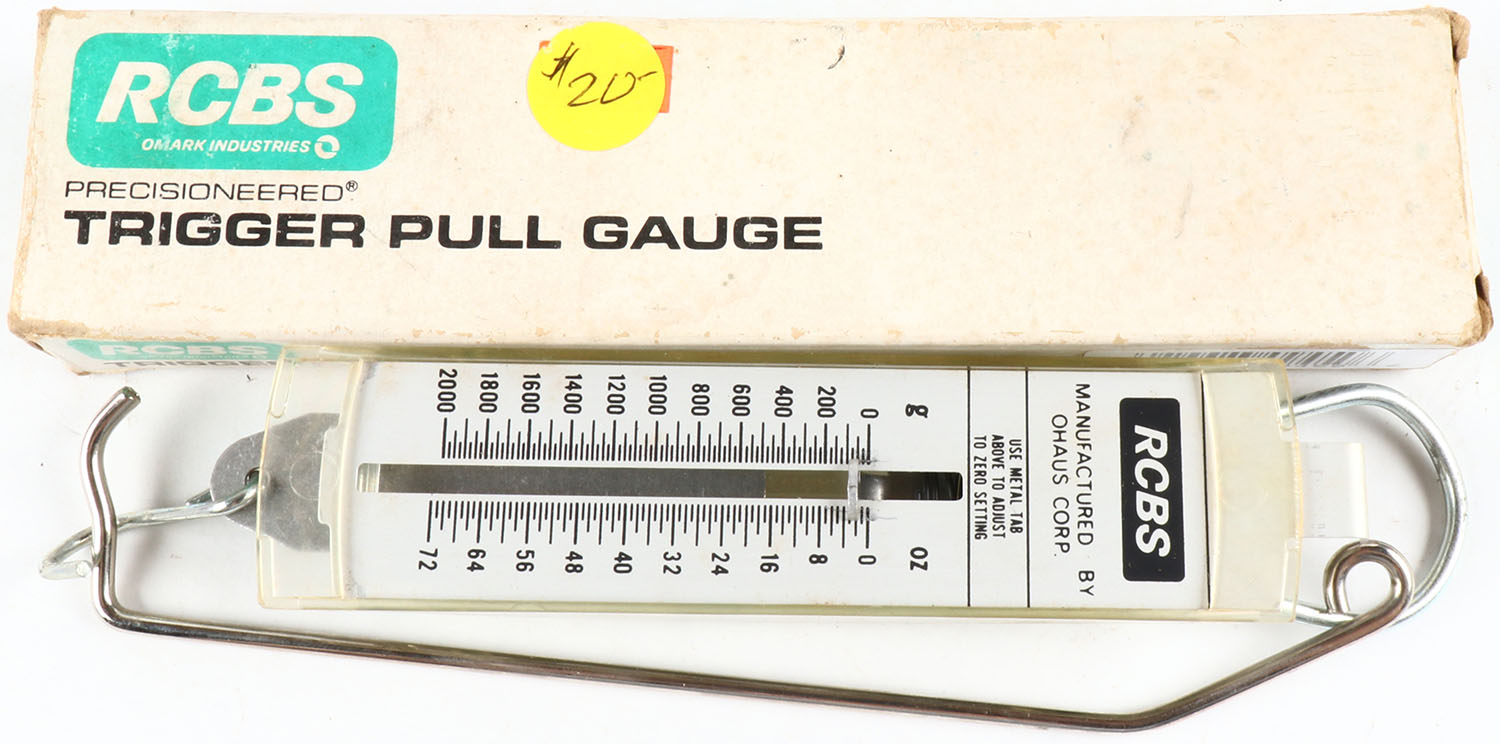 RCBS
OMARK INDUSTRIES
$20-
PRECISIONEERED®
TRIGGER PULL GAUGE
RCBS
TRIGGER
g
2000 1800 1600 1400 1200 1000 800 600 400 200 0
72 64 56 48 40 32 24 16 8 0
oz
USE METAL TAB
ABOVE TO ADJUST
TO ZERO SETTING
MANUFACTURED BY
OHAUS CORP.
RCBS